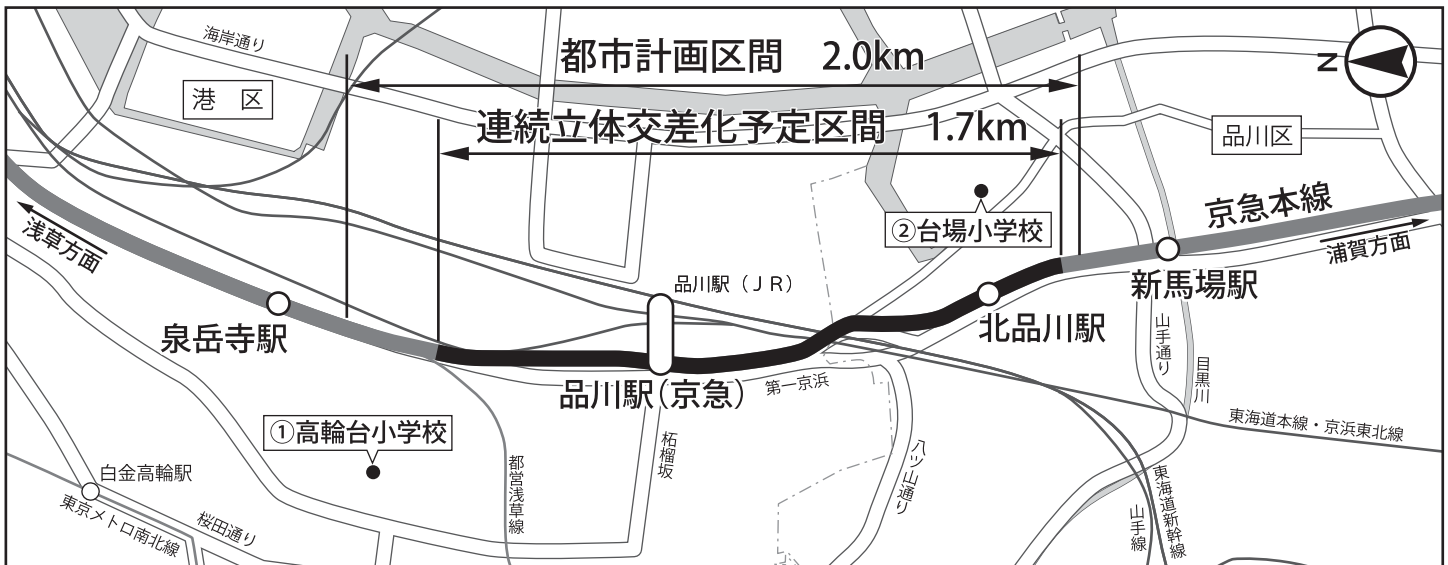 海岸通り
都市計画区間 2.0km
N
港 区
連続立体交差化予定区間 1.7km
品川区
京急本線
②台場小学校
浅草方面
浦賀方面
品川駅（ＪＲ）
新馬場駅
泉岳寺駅
北品川駅
山手通り
目黒川
品川駅（京急）
第一京浜
①高輪台小学校
東海道本線・京浜東北線
柘榴坂
八ツ山通り
白金高輪駅
都営浅草線
東海道新幹線
山手線
東京メトロ南北線
桜田通り